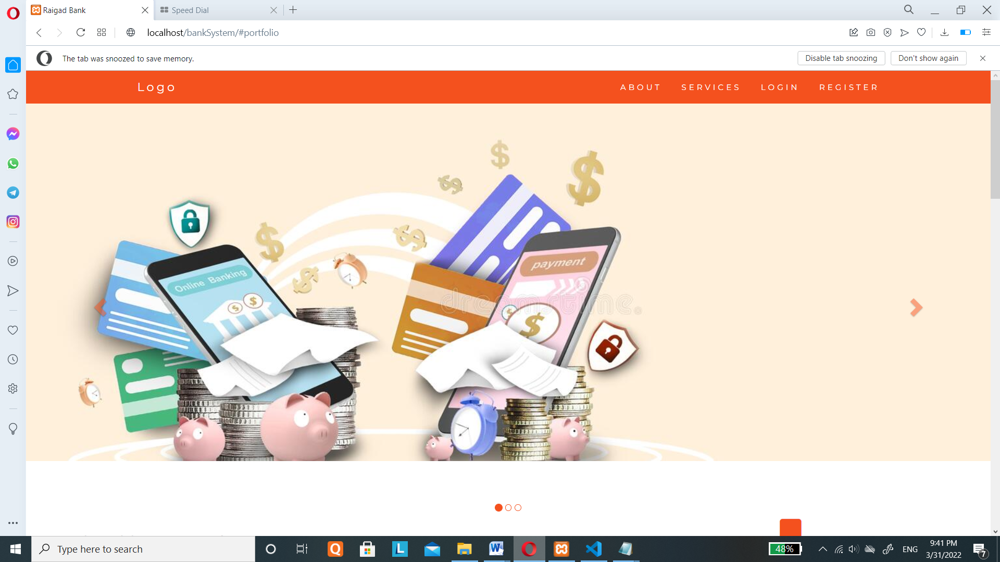 Raigad Bank
Speed Dial
localhost/bankSystem/#portfolio
The tab was snoozed to save memory.
Disable tab snoozing
Don't show again
Logo
ABOUT SERVICES LOGIN REGISTER
Online Banking
payment
dreamstime.
Type here to search
48%
ENG
9:41 PM
3/31/2022
7